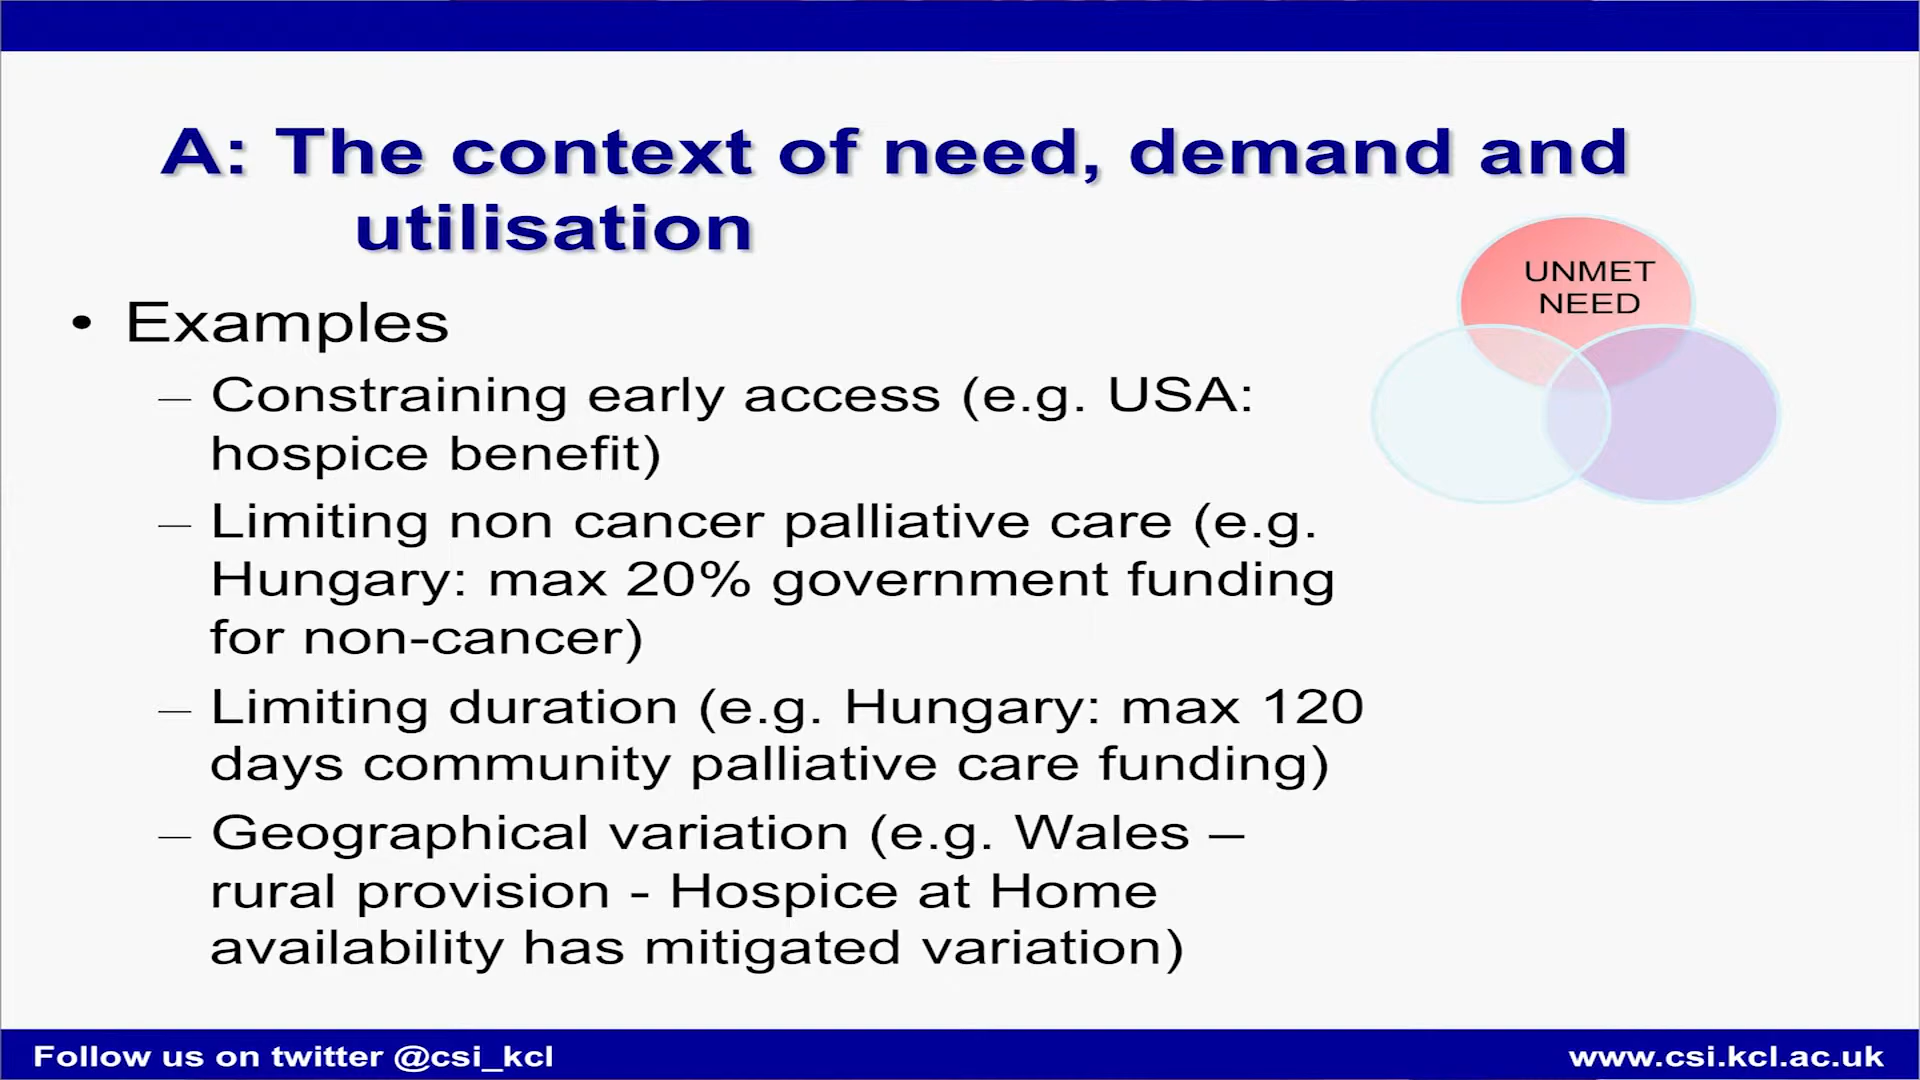 A: The context of need, demand and
utilisation
UNMET
NEED
• Examples
– Constraining early access (e.g. USA:
hospice benefit)
– Limiting non cancer palliative care (e.g.
Hungary: max 20% government funding
for non-cancer)
– Limiting duration (e.g. Hungary: max 120
days community palliative care funding)
– Geographical variation (e.g. Wales –
rural provision - Hospice at Home
availability has mitigated variation)
Follow us on twitter @csi_kcl
www.csi.kcl.ac.uk